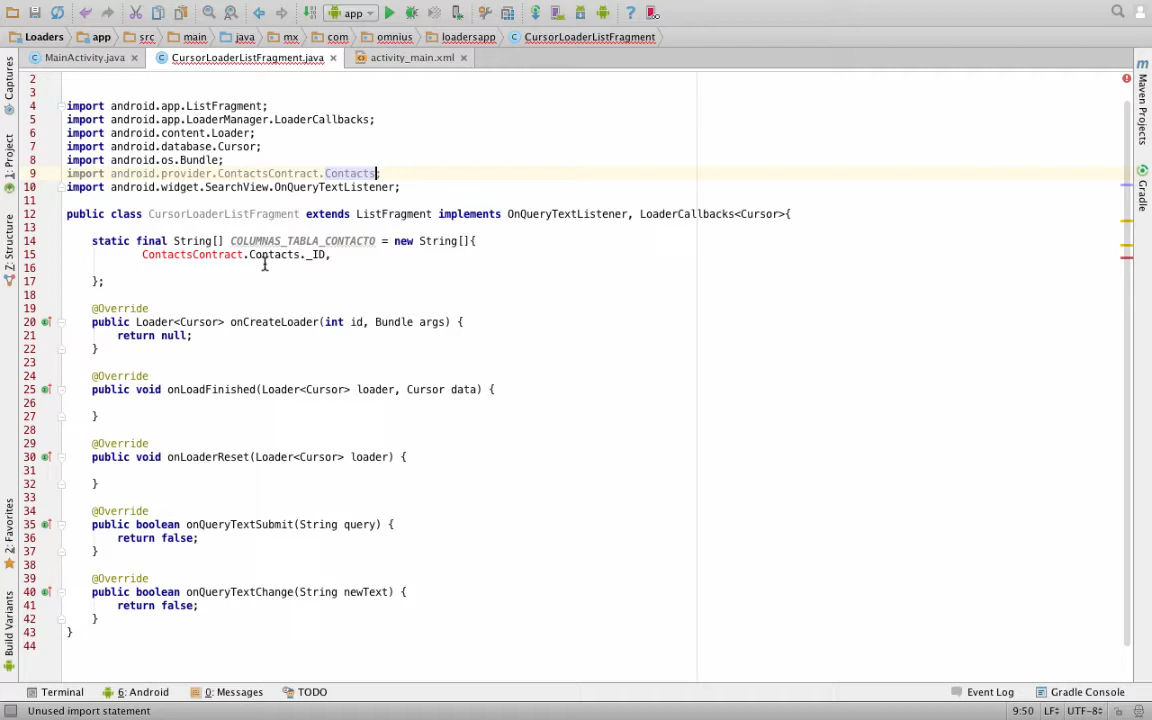 app
Loaders app src main java mx com omnius loadersapp CursorLoaderListFragment
MainActivity.java CursorLoaderListFragment.java activity_main.xml
Captures
1: Project
7: Structure
2: Favorites
Build Variants
Maven Projects
Gradle
2
3
4 import android.app.ListFragment;
5 import android.app.LoaderManager.LoaderCallbacks;
6 import android.content.Loader;
7 import android.database.Cursor;
8 import android.os.Bundle;
9 import android.provider.ContactsContract.Contacts;
10 import android.widget.SearchView.OnQueryTextListener;
11
12 public class CursorLoaderListFragment extends ListFragment implements OnQueryTextListener, LoaderCallbacks<Cursor>{
13
14 static final String[] COLUMNAS_TABLA_CONTACTO = new String[]{
15 ContactsContract.Contacts._ID,
16
17 };
18
19 @Override
20 public Loader<Cursor> onCreateLoader(int id, Bundle args) {
21 return null;
22 }
23
24 @Override
25 public void onLoadFinished(Loader<Cursor> loader, Cursor data) {
26
27 }
28
29 @Override
30 public void onLoaderReset(Loader<Cursor> loader) {
31
32 }
33
34 @Override
35 public boolean onQueryTextSubmit(String query) {
36 return false;
37 }
38
39 @Override
40 public boolean onQueryTextChange(String newText) {
41 return false;
42 }
43 }
44
Terminal 6: Android 0: Messages TODO Event Log Gradle Console
Unused import statement 9:50 LF UTF-8